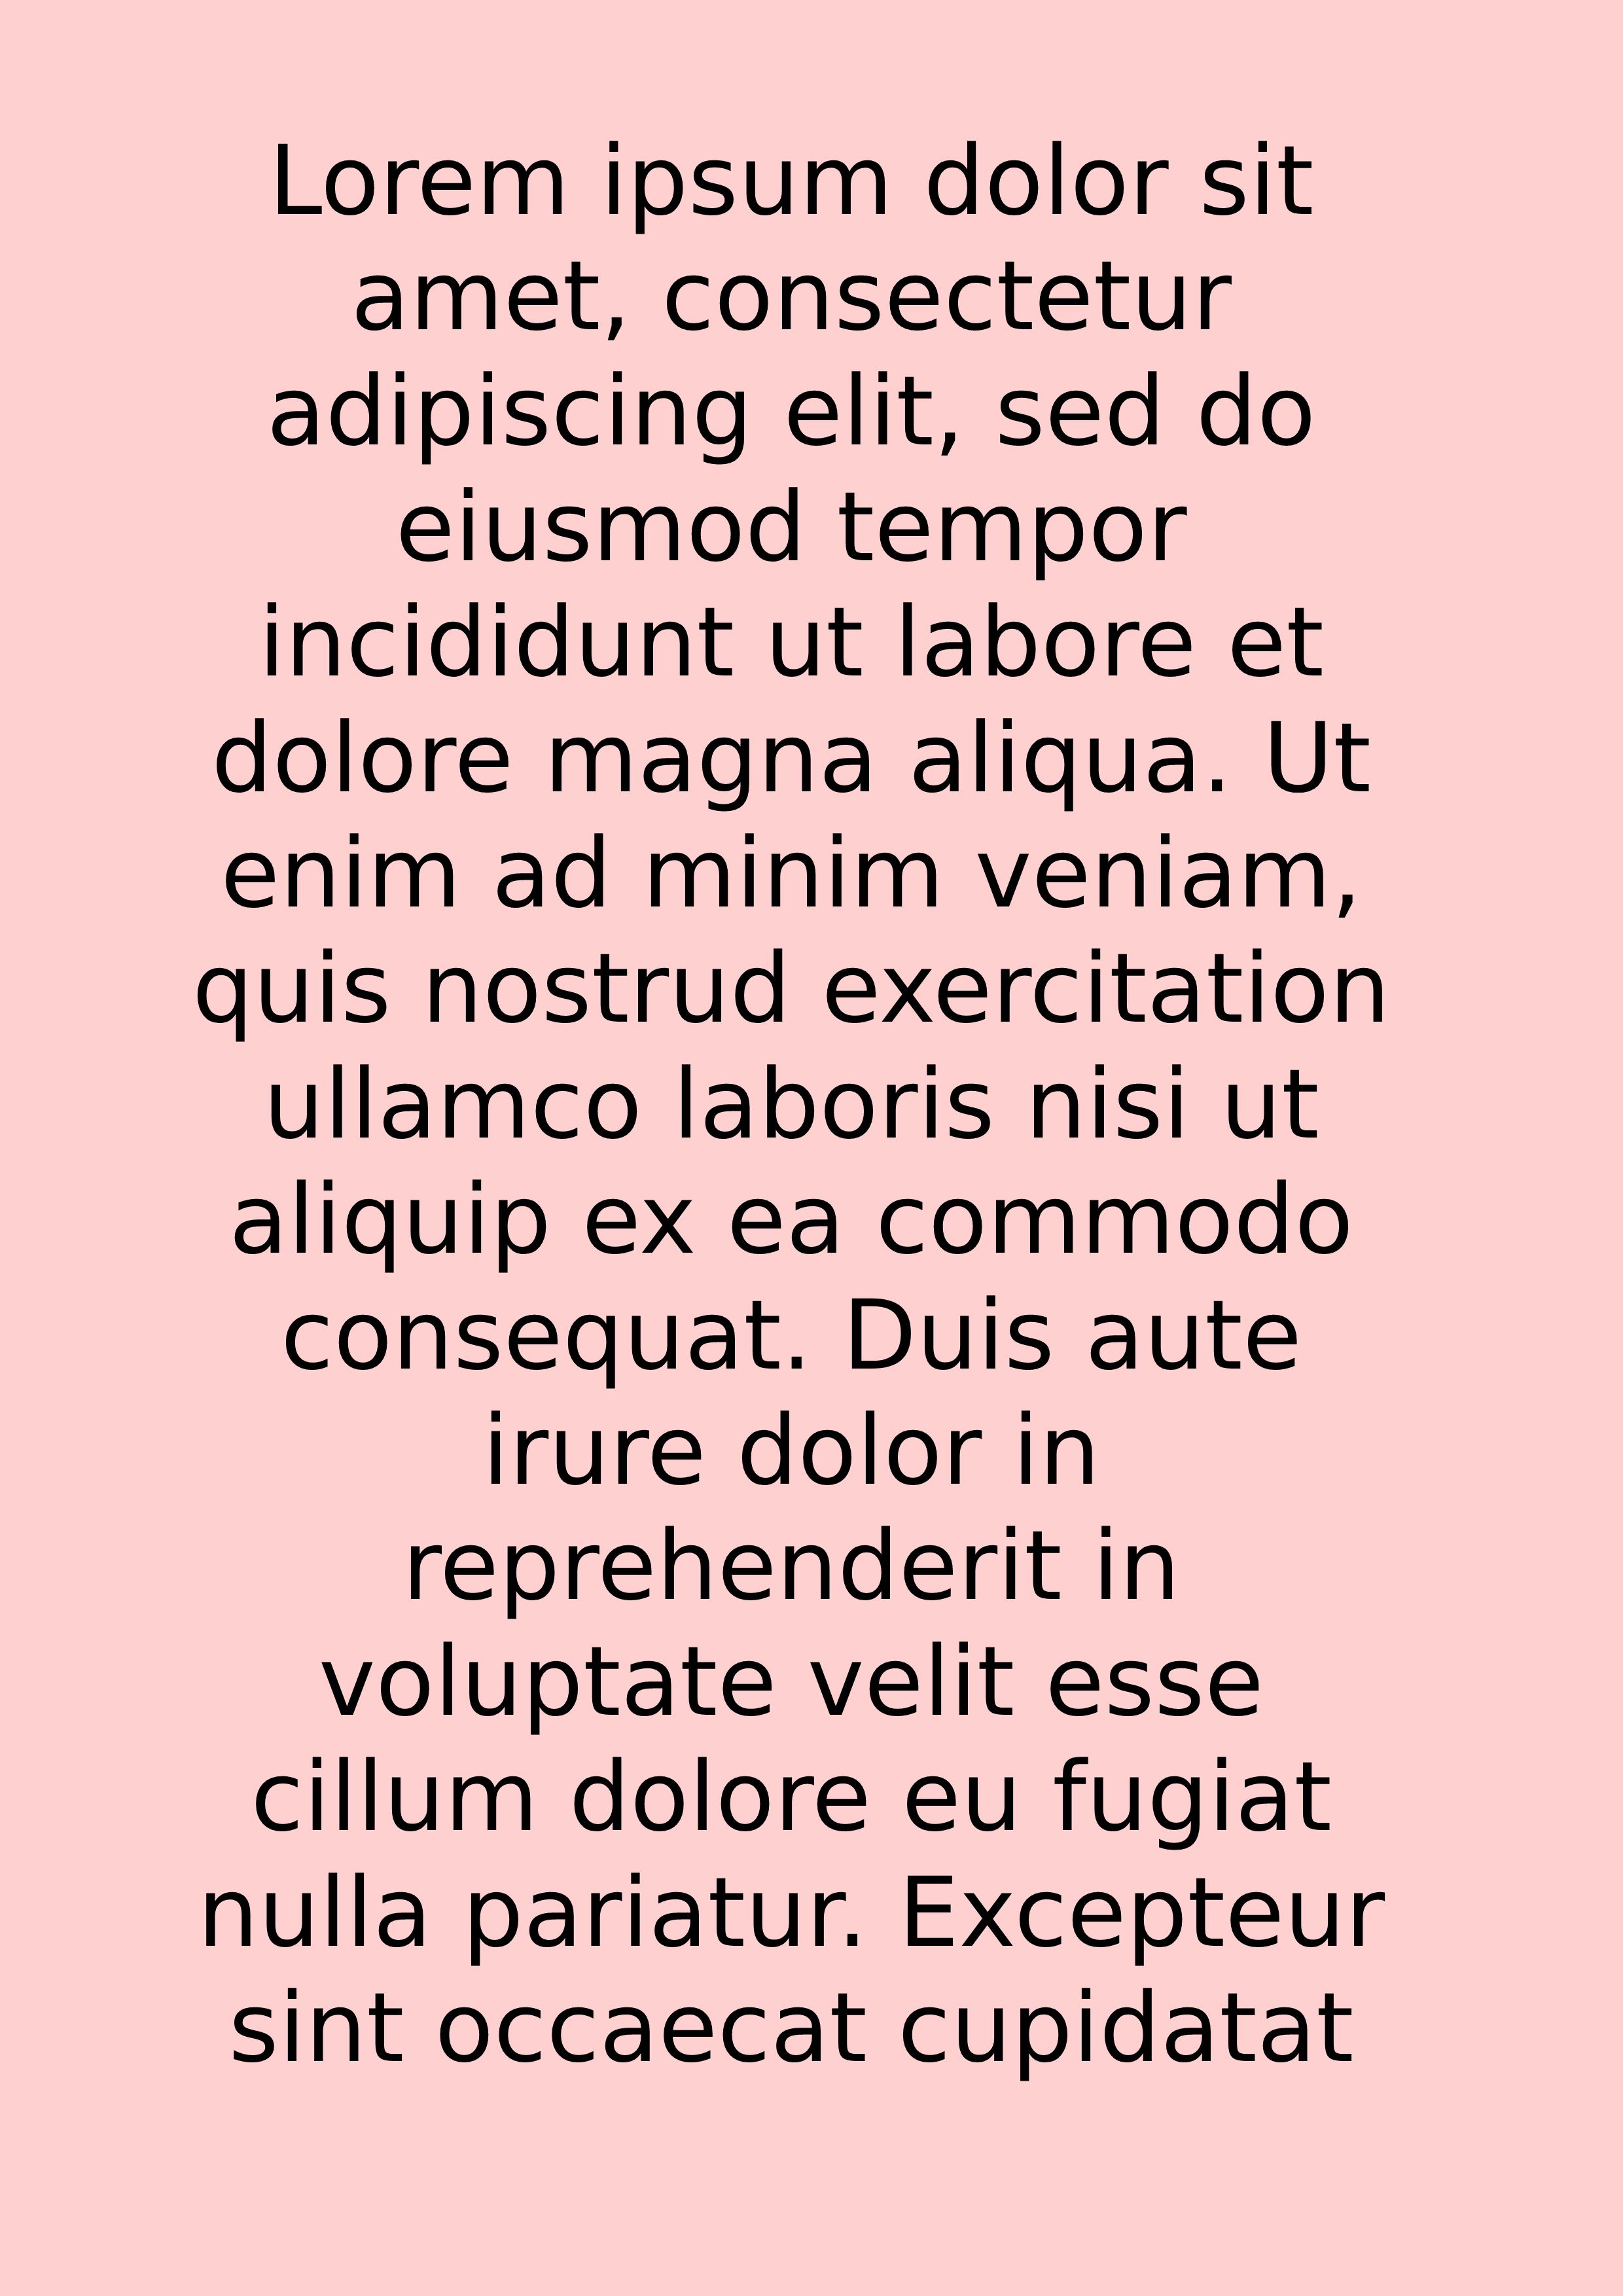 Lorem ipsum dolor sit
amet, consectetur
adipiscing elit, sed do
eiusmod tempor
incididunt ut labore et
dolore magna aliqua. Ut
enim ad minim veniam,
quis nostrud exercitation
ullamco laboris nisi ut
aliquip ex ea commodo
consequat. Duis aute
irure dolor in
reprehenderit in
voluptate velit esse
cillum dolore eu fugiat
nulla pariatur. Excepteur
sint occaecat cupidatat